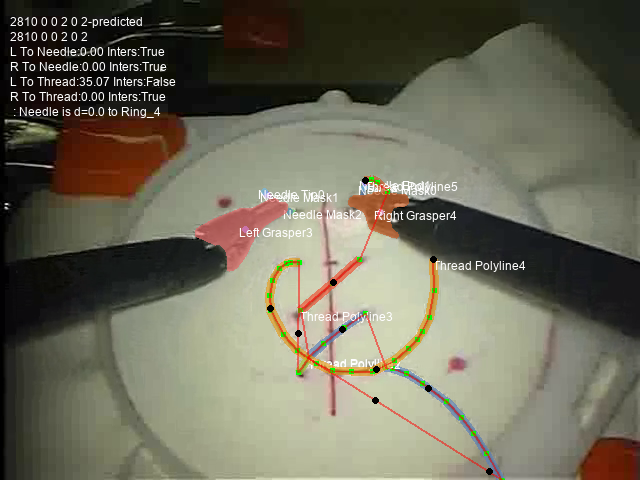 2810 0 0 2 0 2-predicted
2810 0 0 2 0 2
L To Needle:0.00 Inters:True
R To Needle:0.00 Inters:True
L To Thread:35.07 Inters:False
R To Thread:0.00 Inters:True
: Needle is d=0.0 to Ring_4
Needle Tip0
Needle Mask1
Needle Mask2
Left Grasper3
Right Grasper4
Thread Polyline4
Thread Polyline3